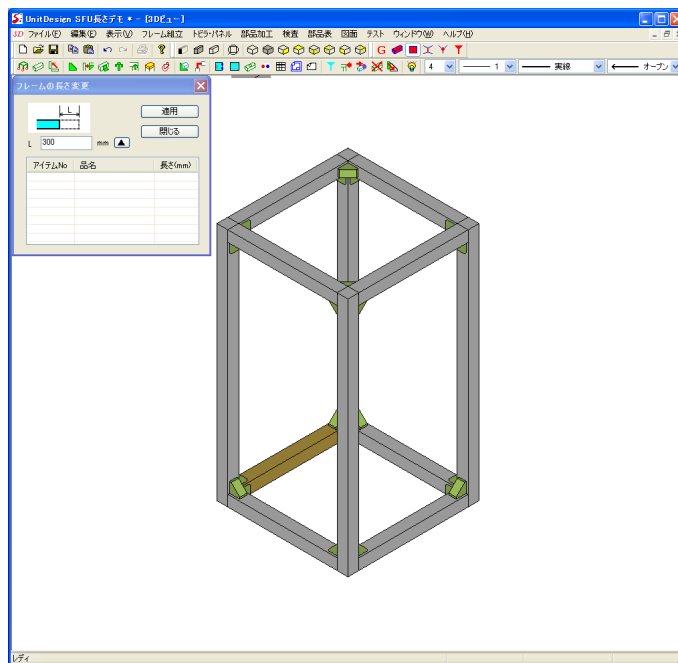 UnitDesign SFU長さデモ * - [3Dビュー]
3D ファイル(F) 編集(E) 表示(V) フレーム組立 トビラ・パネル 部品加工 検査 部品表 図面 テスト ウィンドウ(W) ヘルプ(H)
G
4 1 実線 オープン
フレームの長さ変更
L
適用
閉じる
L 300 mm
アイテムNo 品名 長さ(mm)
レディ